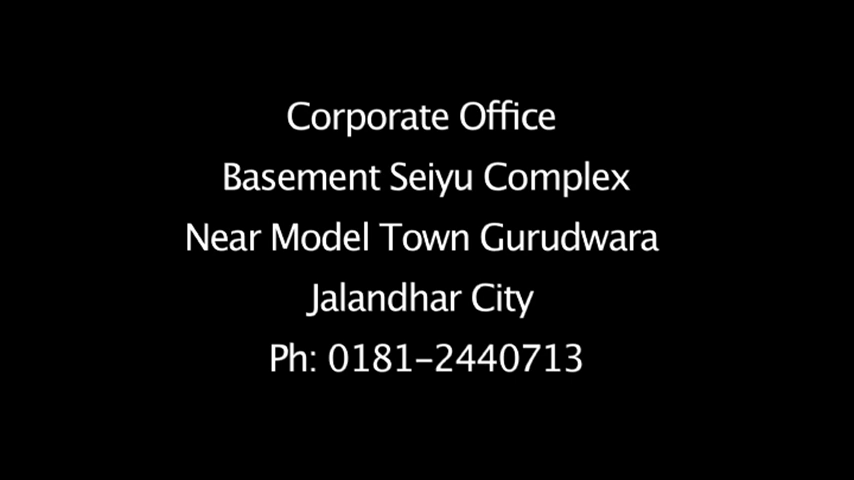 Corporate Office
Basement Seiyu Complex
Near Model Town Gurudwara
Jalandhar City
Ph: 0181-2440713